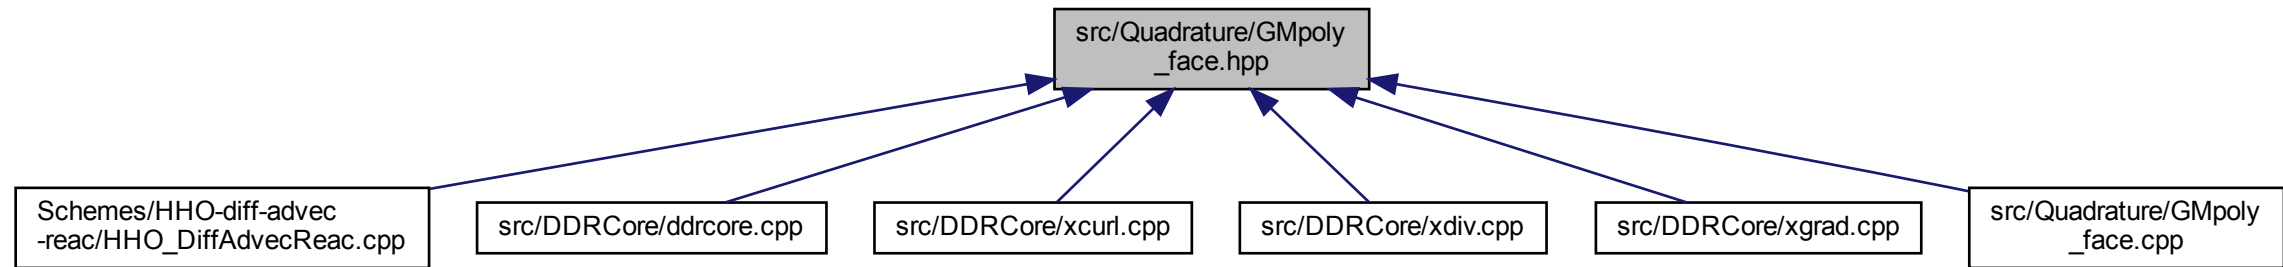 src/Quadrature/GMpoly
_face.hpp
Schemes/HHO-diff-advec
-reac/HHO_DiffAdvecReac.cpp
src/DDRCore/ddrcore.cpp
src/DDRCore/xcurl.cpp
src/DDRCore/xdiv.cpp
src/DDRCore/xgrad.cpp
src/Quadrature/GMpoly
_face.cpp